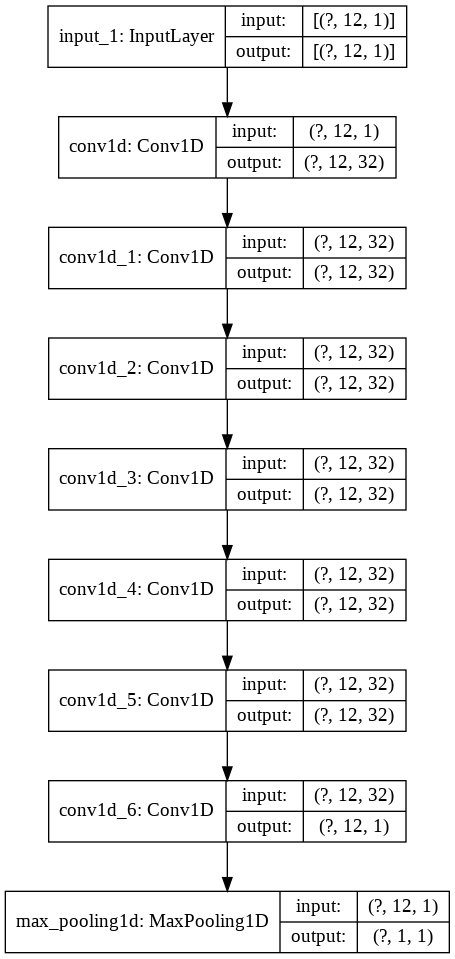 input_1: InputLayer
input: [(?, 12, 1)]
output: [(?, 12, 1)]
conv1d: Conv1D
input: (?, 12, 1)
output: (?, 12, 32)
conv1d_1: Conv1D
input: (?, 12, 32)
output: (?, 12, 32)
conv1d_2: Conv1D
input: (?, 12, 32)
output: (?, 12, 32)
conv1d_3: Conv1D
input: (?, 12, 32)
output: (?, 12, 32)
conv1d_4: Conv1D
input: (?, 12, 32)
output: (?, 12, 32)
conv1d_5: Conv1D
input: (?, 12, 32)
output: (?, 12, 32)
conv1d_6: Conv1D
input: (?, 12, 32)
output: (?, 12, 1)
max_pooling1d: MaxPooling1D
input: (?, 12, 1)
output: (?, 1, 1)